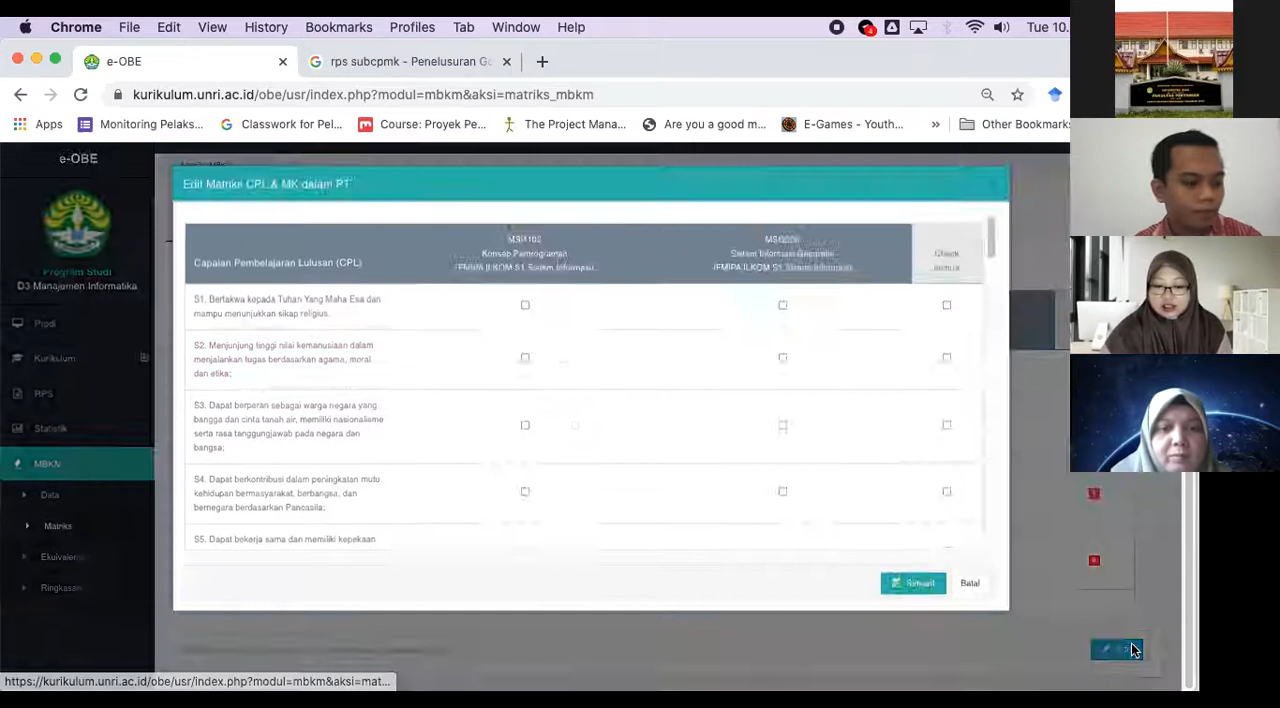 Chrome File Edit View History Bookmarks Profiles Tab Window Help
4
Tue 10.
e-OBE
rps subcpmk - Penelusuran Go
kurikulum.unri.ac.id/obe/usr/index.php?modul=mbkm&aksi=matriks_mbkm
Apps Monitoring Pelaks... Classwork for Pel... Course: Proyek Pe... The Project Mana... Are you a good m... E-Games - Youth... » Other Bookmarks
e-OBE
Program Studi
D3 Manajemen Informatika
Prodi
Kurikulum
RPS
Statistik
MBKM
Data
Matriks
Ekuivalensi
Ringkasan
Edit Matriks CPL & MK dalam PT
Capaian Pembelajaran Lulusan (CPL)
Konsep Pemrograman
S1. Bertakwa kepada Tuhan Yang Maha Esa dan
mampu menunjukkan sikap religius.
S2. Menjunjung tinggi nilai kemanusiaan dalam
menjalankan tugas berdasarkan agama, moral
dan etika;
S3. Dapat berperan sebagai warga negara yang
bangga dan cinta tanah air, memiliki nasionalisme
serta rasa tanggungjawab pada negara dan
bangsa;
S4. Dapat berkontribusi dalam peningkatan mutu
kehidupan bermasyarakat, berbangsa, dan
bernegara berdasarkan Pancasila;
S5. Dapat bekerja sama dan memiliki kepekaan
Batal
https://kurikulum.unri.ac.id/obe/usr/index.php?modul=mbkm&aksi=mat...